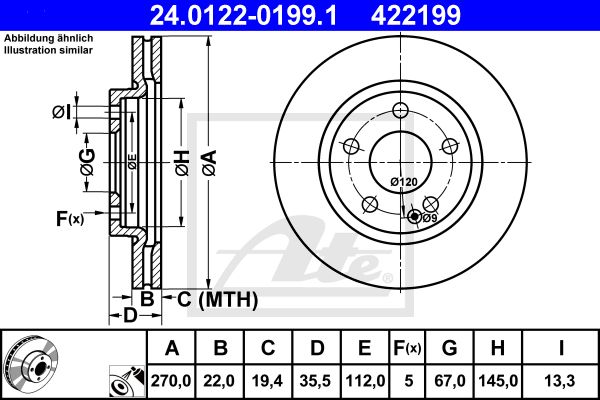 24.0122-0199.1 422199
Abbildung ähnlich
Illustration similar
ØI
ØG
ØE
ØH
ØA
F(x)
B
C (MTH)
D
Ø120
Ø9
Ate
A B C D E F(x) G H I
270,0 22,0 19,4 35,5 112,0 5 67,0 145,0 13,3